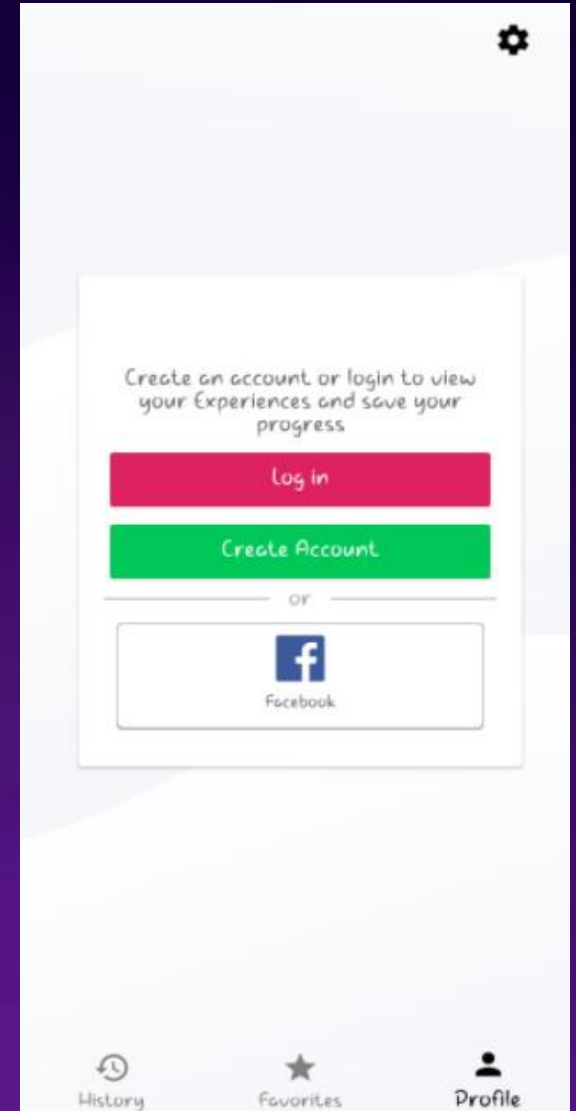 Create an account or login to view
your Experiences and save your
progress
Log in
Create Account
or
Facebook
History
Favorites
Profile